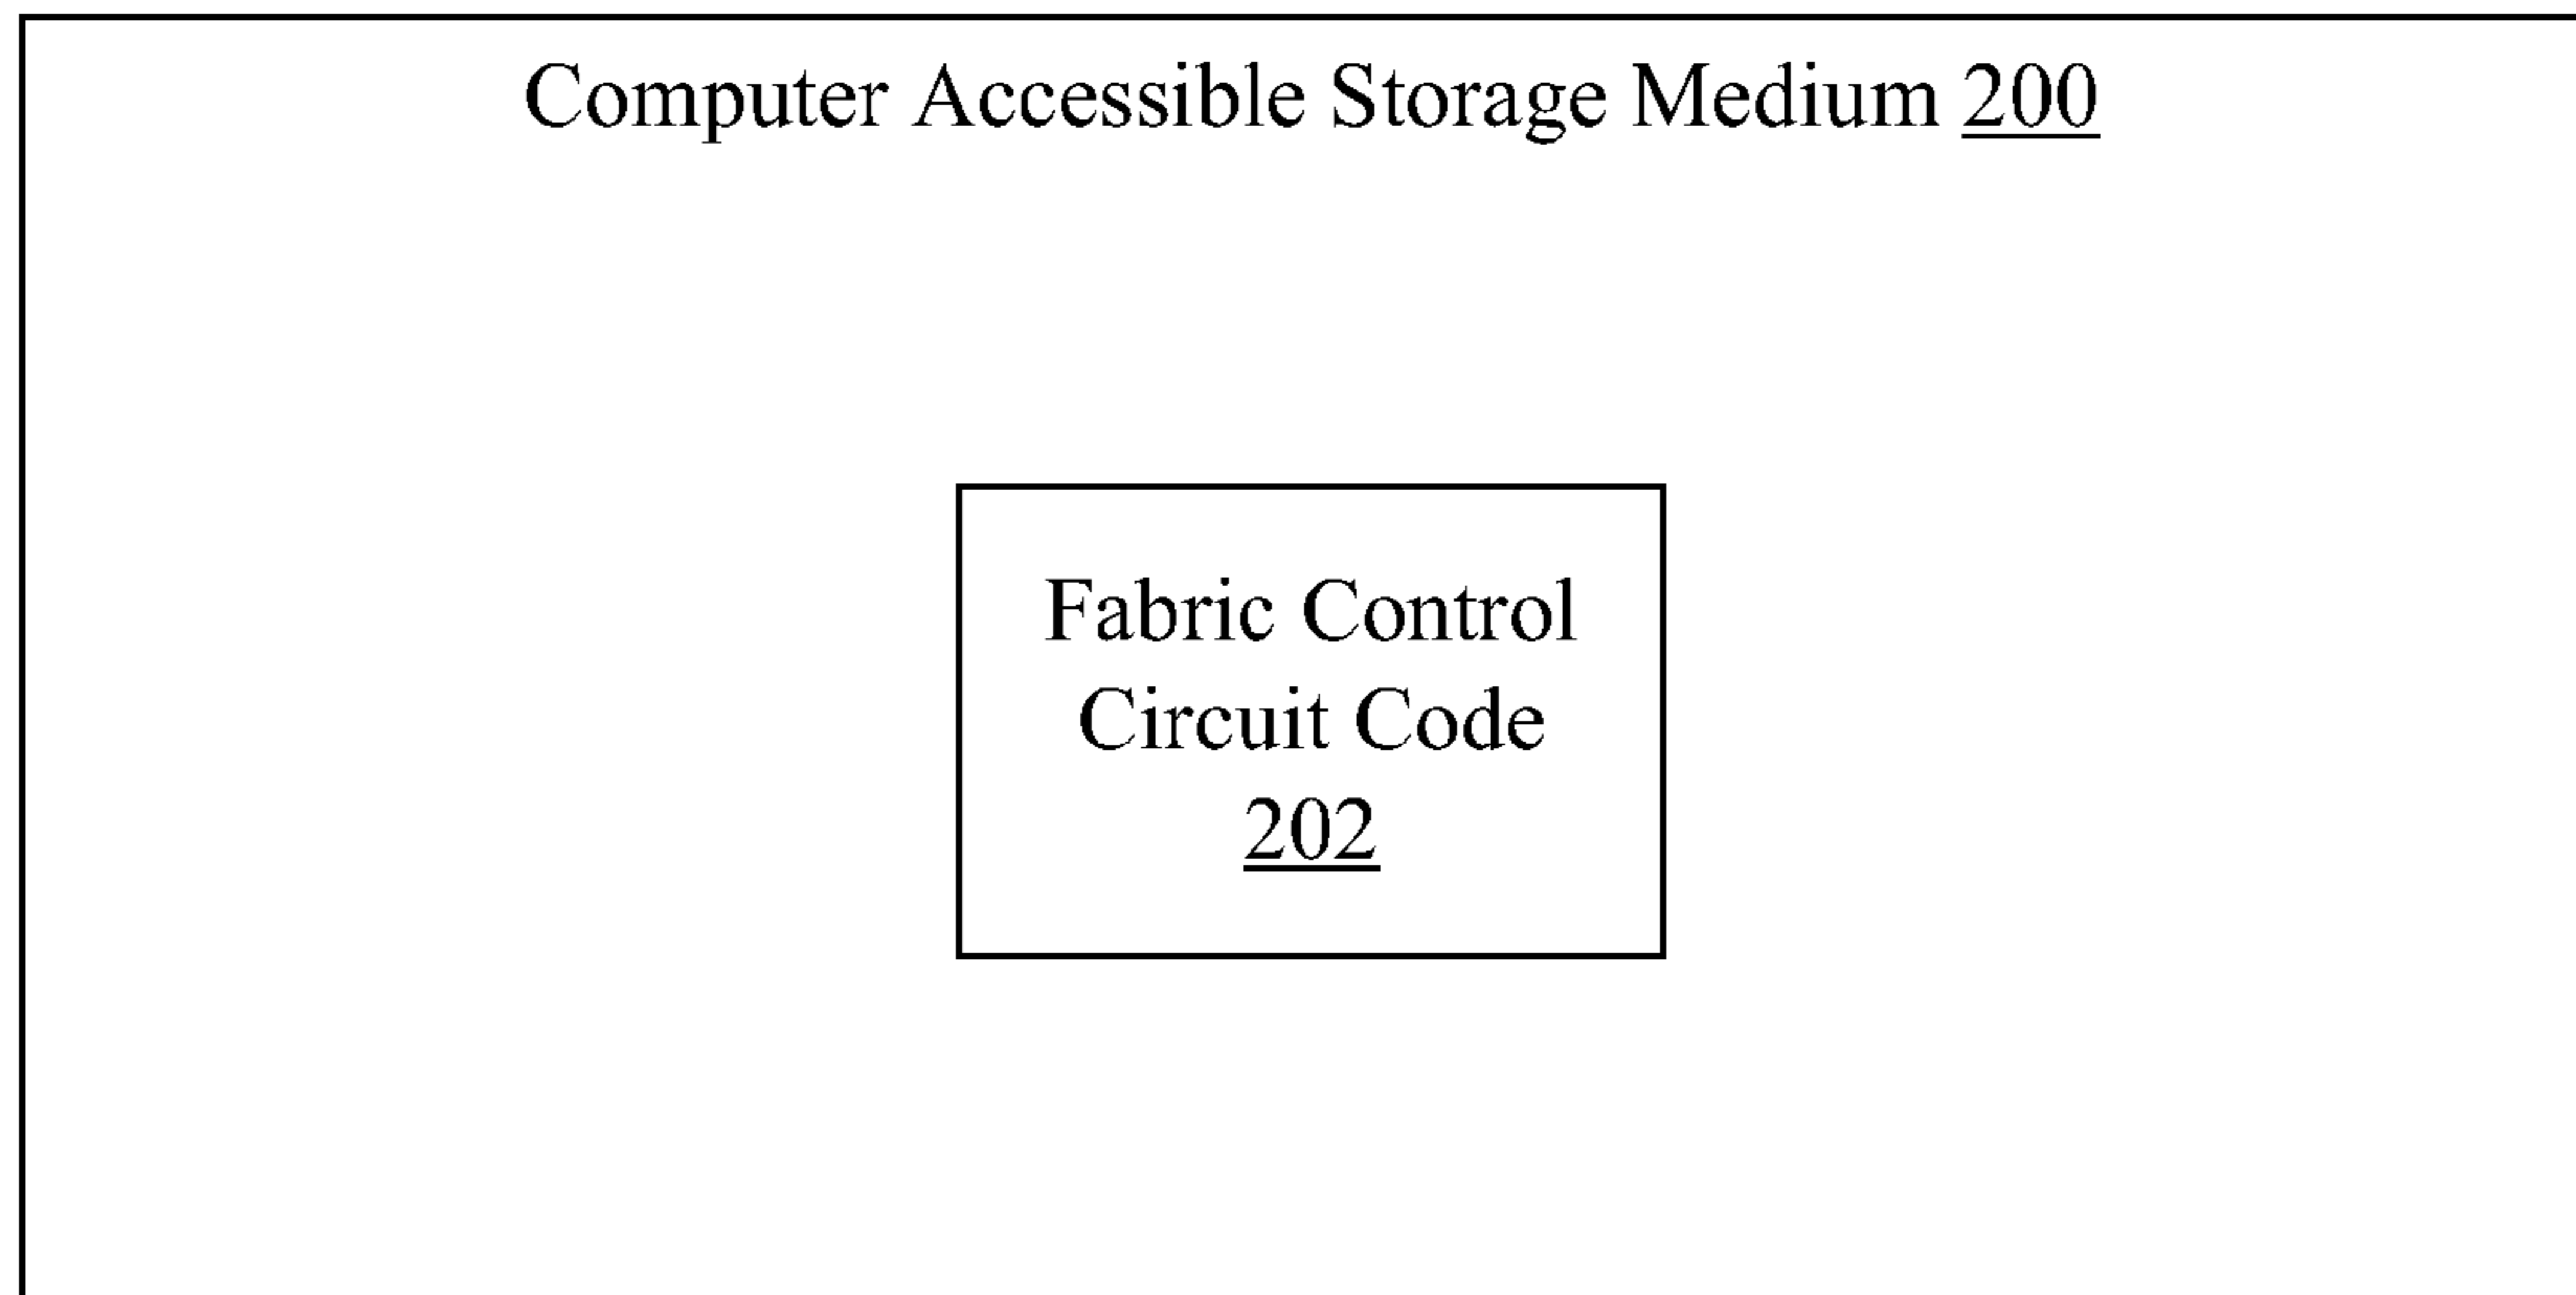 Computer Accessible Storage Medium 200
Fabric Control
Circuit Code
202